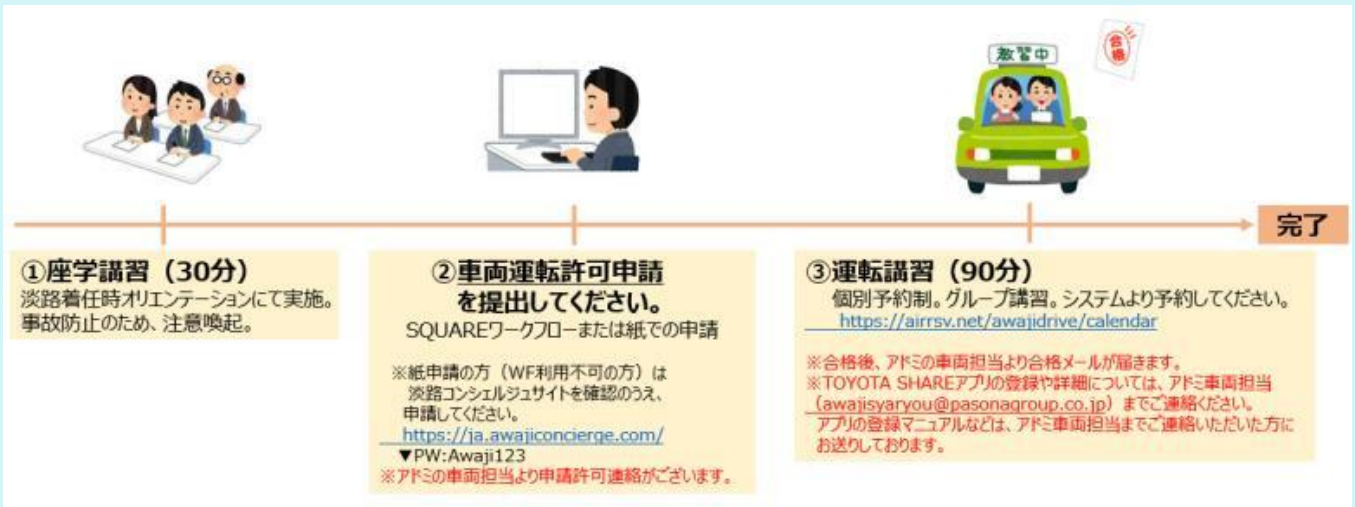 教習中
合格
完了
①座学講習（30分）
淡路着任時オリエンテーションにて実施。
事故防止のため、注意喚起。
②車両運転許可申請
を提出してください。
SQUAREワークフローまたは紙での申請
※紙申請の方（WF利用不可の方）は
淡路コンシェルジュサイトを確認のうえ、
申請してください。
https://ja.awajiconcierge.com/
▼PW:Awaji123
※アドミの車両担当より申請許可連絡がございます。
③運転講習（90分）
個別予約制。グループ講習。システムより予約してください。
https://airrsv.net/awajidrive/calendar
※合格後、アドミの車両担当より合格メールが届きます。
※TOYOTA SHAREアプリの登録や詳細については、アドミ車両担当
（awajisyaryou@pasonagroup.co.jp）までご連絡ください。
アプリの登録マニュアルなどは、アドミ車両担当までご連絡いただいた方に
お送りしております。